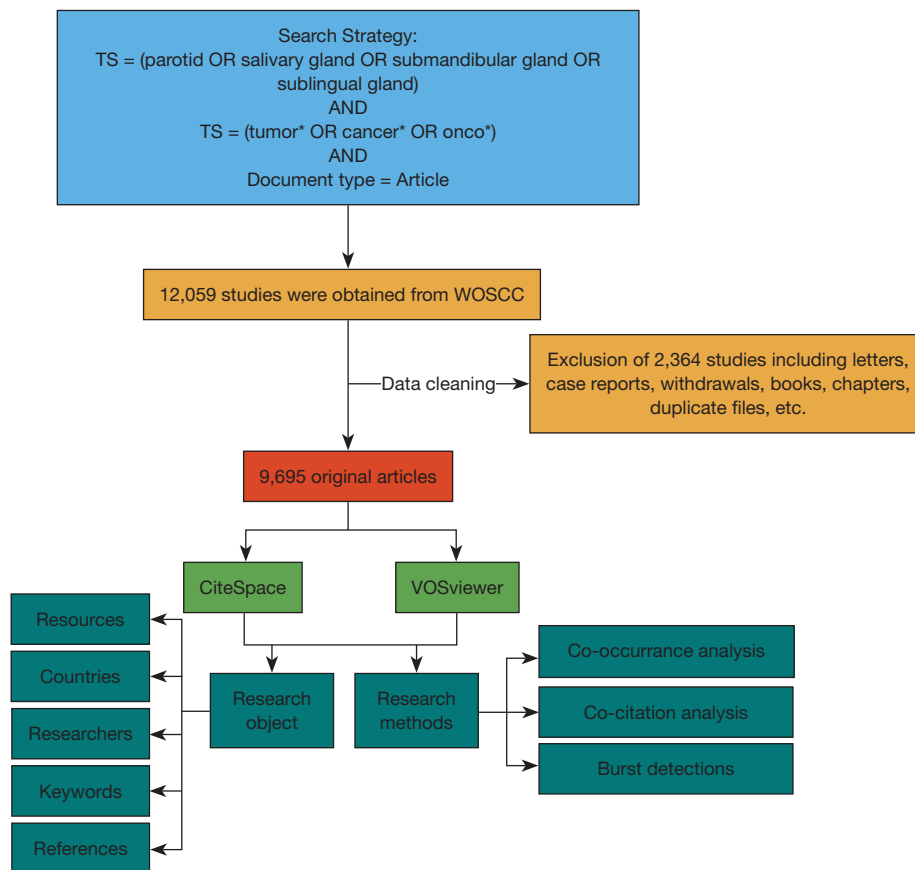 Search Strategy:
TS = (parotid OR salivary gland OR submandibular gland OR
sublingual gland)
AND
TS = (tumor* OR cancer* OR onco*)
AND
Document type = Article
12,059 studies were obtained from WOSCC
Data cleaning
Exclusion of 2,364 studies including letters,
case reports, withdrawals, books, chapters,
duplicate files, etc.
9,695 original articles
CiteSpace
VOSviewer
Resources
Countries
Researchers
Keywords
References
Research
object
Research
methods
Co-occurrance analysis
Co-citation analysis
Burst detections